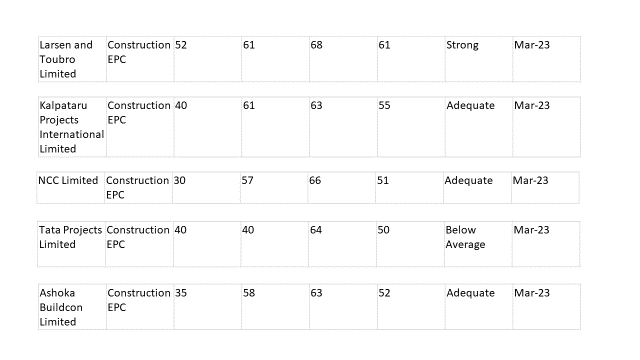 Larsen and Construction 52 61 68 61 Strong Mar-23
Toubro EPC
Limited
Kalpataru Construction 40 61 63 55 Adequate Mar-23
Projects EPC
International
Limited
NCC Limited Construction 30 57 66 51 Adequate Mar-23
EPC
Tata Projects Construction 40 40 64 50 Below Mar-23
Limited EPC Average
Ashoka Construction 35 58 63 52 Adequate Mar-23
Buildcon EPC
Limited